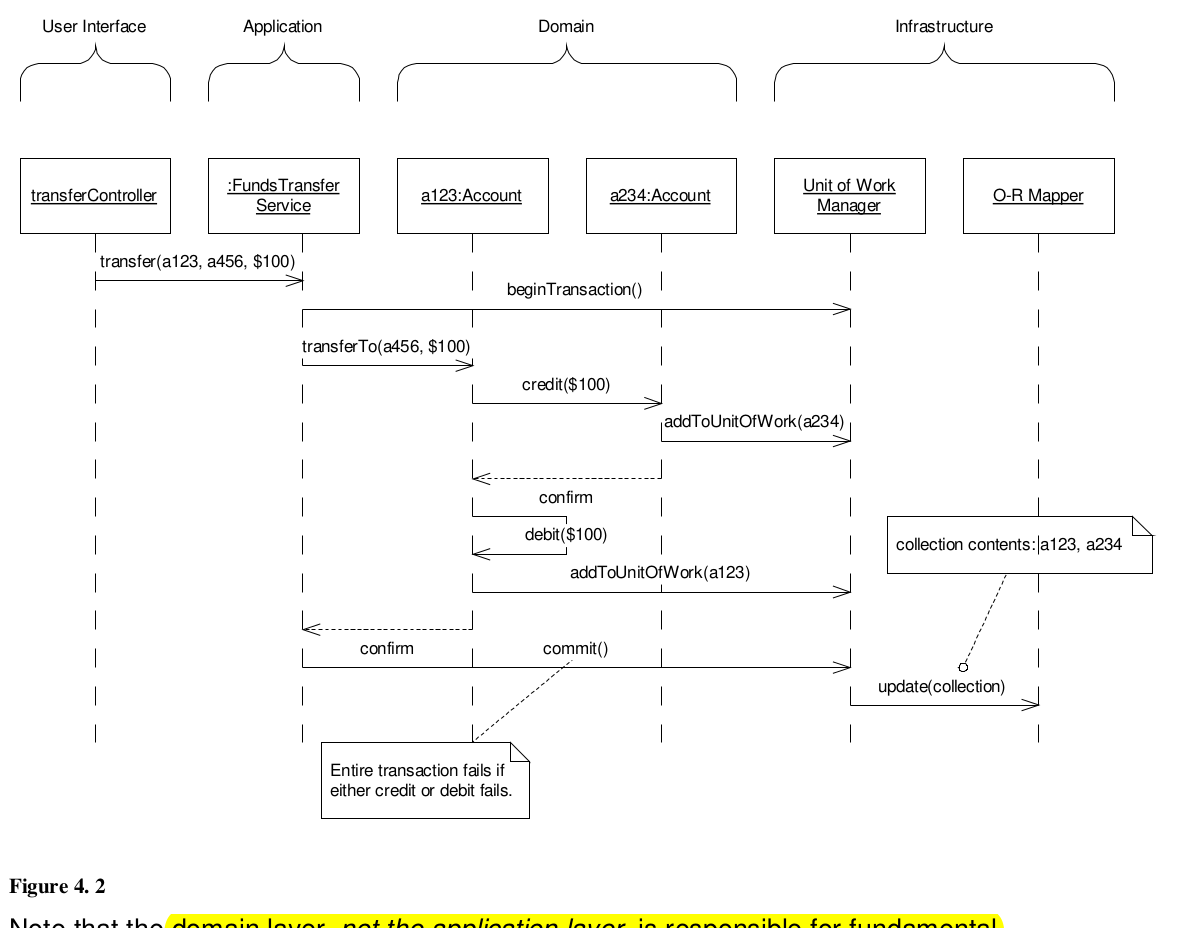 User Interface
Application
Domain
Infrastructure
transferController
:FundsTransfer
Service
a123:Account
a234:Account
Unit of Work
Manager
O-R Mapper
transfer(a123, a456, $100)
beginTransaction()
transferTo(a456, $100)
credit($100)
addToUnitOfWork(a234)
confirm
debit($100)
collection contents: a123, a234
addToUnitOfWork(a123)
confirm
commit()
update(collection)
Entire transaction fails if
either credit or debit fails.
Figure 4. 2
Note that the domain layer, not the application layer, is responsible for fundamental